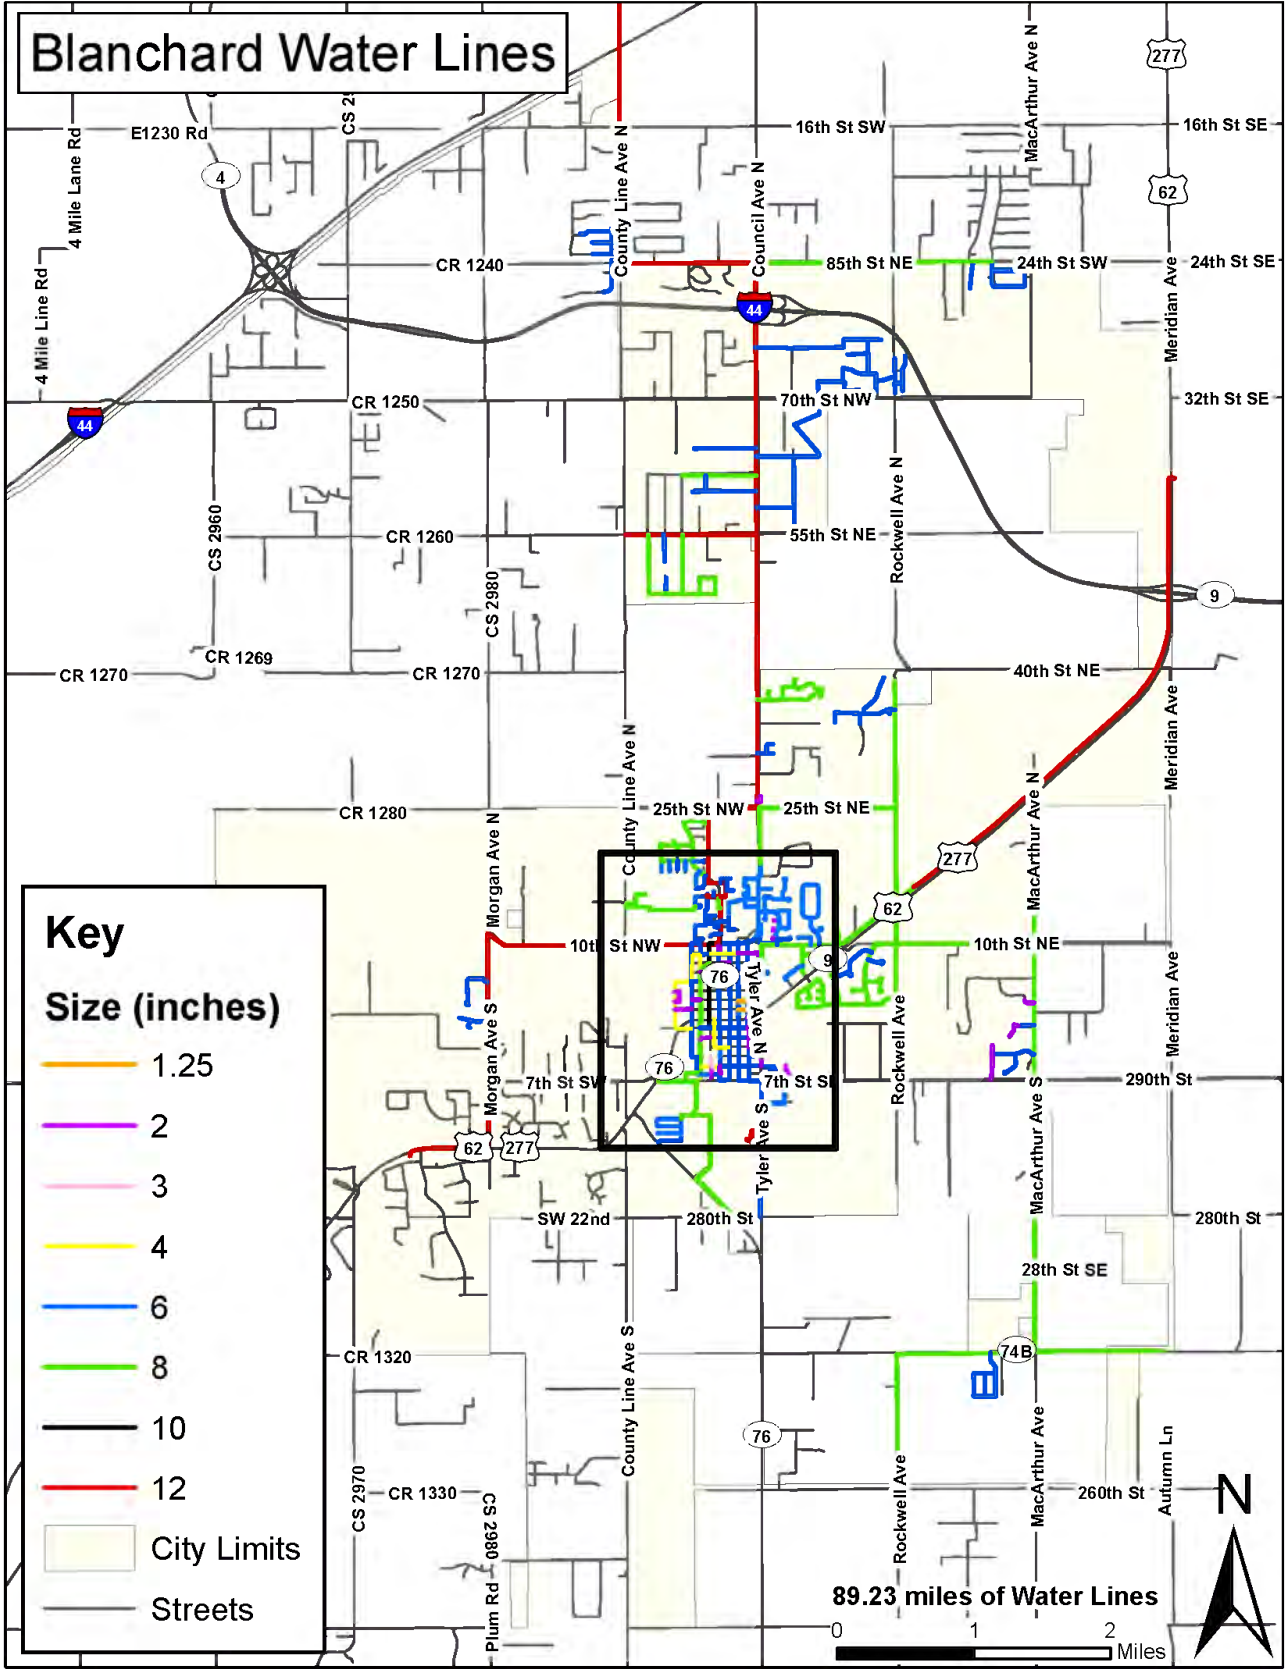 Blanchard Water Lines
277
E1230 Rd
CS 29
16th St SW
16th St SE
MacArthur Ave N
4 Mile Lane Rd
County Line Ave N
Council Ave N
4
62
CR 1240
85th St NE
24th St SW
24th St SE
4 Mile Line Rd
44
Meridian Ave
44
CR 1250
70th St NW
32th St SE
CS 2960
CR 1260
55th St NE
Rockwell Ave N
CS 2980
9
CR 1270
CR 1269
CR 1270
40th St NE
County Line Ave N
Meridian Ave
CR 1280
25th St NW
25th St NE
MacArthur Ave N
Morgan Ave N
277
62
10th St NW
10th St NE
9
76
Tyler Ave N
Meridian Ave
Morgan Ave S
Rockwell Ave
76
7th St SW
7th St SE
290th St
62
277
Tyler Ave S
MacArthur Ave S
SW 22nd
280th St
280th St
28th St SE
CR 1320
County Line Ave S
74B
76
CS 2970
CR 1330
CS 2980
Plum Rd
Rockwell Ave
MacArthur Ave
260th St
Autumn Ln
Key
Size (inches)
1.25
2
3
4
6
8
10
12
City Limits
Streets
N
89.23 miles of Water Lines
0 1 2
Miles